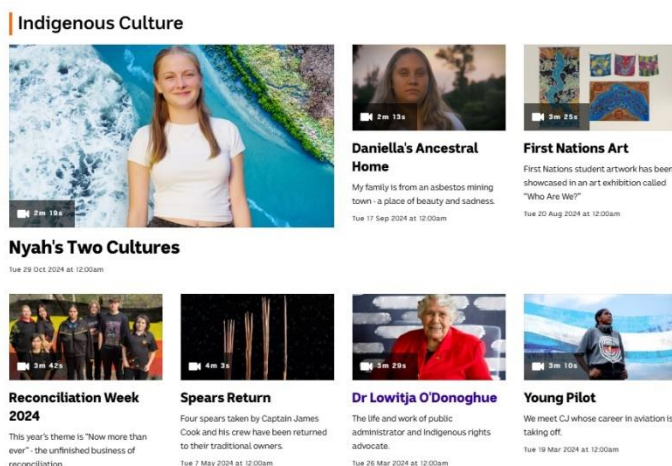 Indigenous Culture
2m 19s
Nyah's Two Cultures
Tue 29 Oct 2024 at 12:00am
2m 13s
Daniella's Ancestral
Home
My family is from an asbestos mining
town - a place of beauty and sadness.
Tue 17 Sep 2024 at 12:00am
3m 25s
First Nations Art
First Nations student artwork has been
showcased in an art exhibition called
"Who Are We?"
Tue 20 Aug 2024 at 12:00am
3m 42s
Reconciliation Week
2024
This year's theme is "Now more than
ever" - the unfinished business of
reconciliation.
4m 3s
Spears Return
Four spears taken by Captain James
Cook and his crew have been returned
to their traditional owners.
Tue 7 May 2024 at 12:00am
3m 29s
Dr Lowitja O'Donoghue
The life and work of public
administrator and Indigenous rights
advocate.
Tue 26 Mar 2024 at 12:00am
3m 10s
Young Pilot
We meet CJ whose career in aviation is
taking off.
Tue 19 Mar 2024 at 12:00am